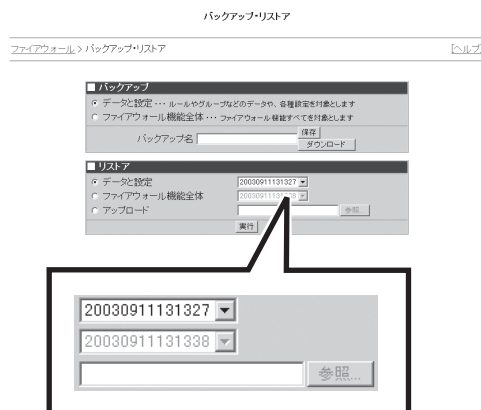 バックアップ・リストア
ファイアウォール > バックアップ・リストア [ヘルプ]
■ バックアップ
データと設定 ・・・ ルールやグループなどのデータや、各種設定を対象とします
ファイアウォール機能全体 ・・・ ファイアウォール機能すべてを対象とします
バックアップ名 保存
ダウンロード
■ リストア
データと設定 20030911131327
ファイアウォール機能全体 20030911131338
アップロード 参照...
実行
20030911131327
20030911131338
参照...